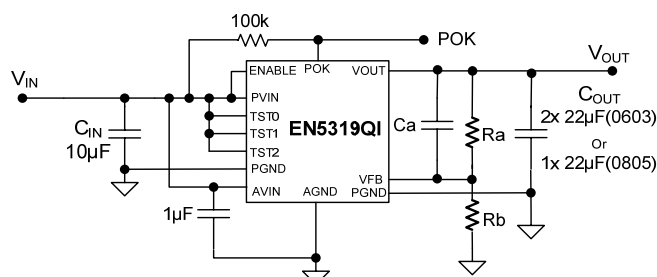 100k
POK
VIN
VOUT
ENABLE
POK
VOUT
PVIN
TST0
TST1
TST2
EN5319QI
PGND
AVIN
AGND
VFB
PGND
CIN
10µF
1µF
Ca
Ra
Rb
COUT
2x 22µF(0603)
Or
1x 22µF(0805)